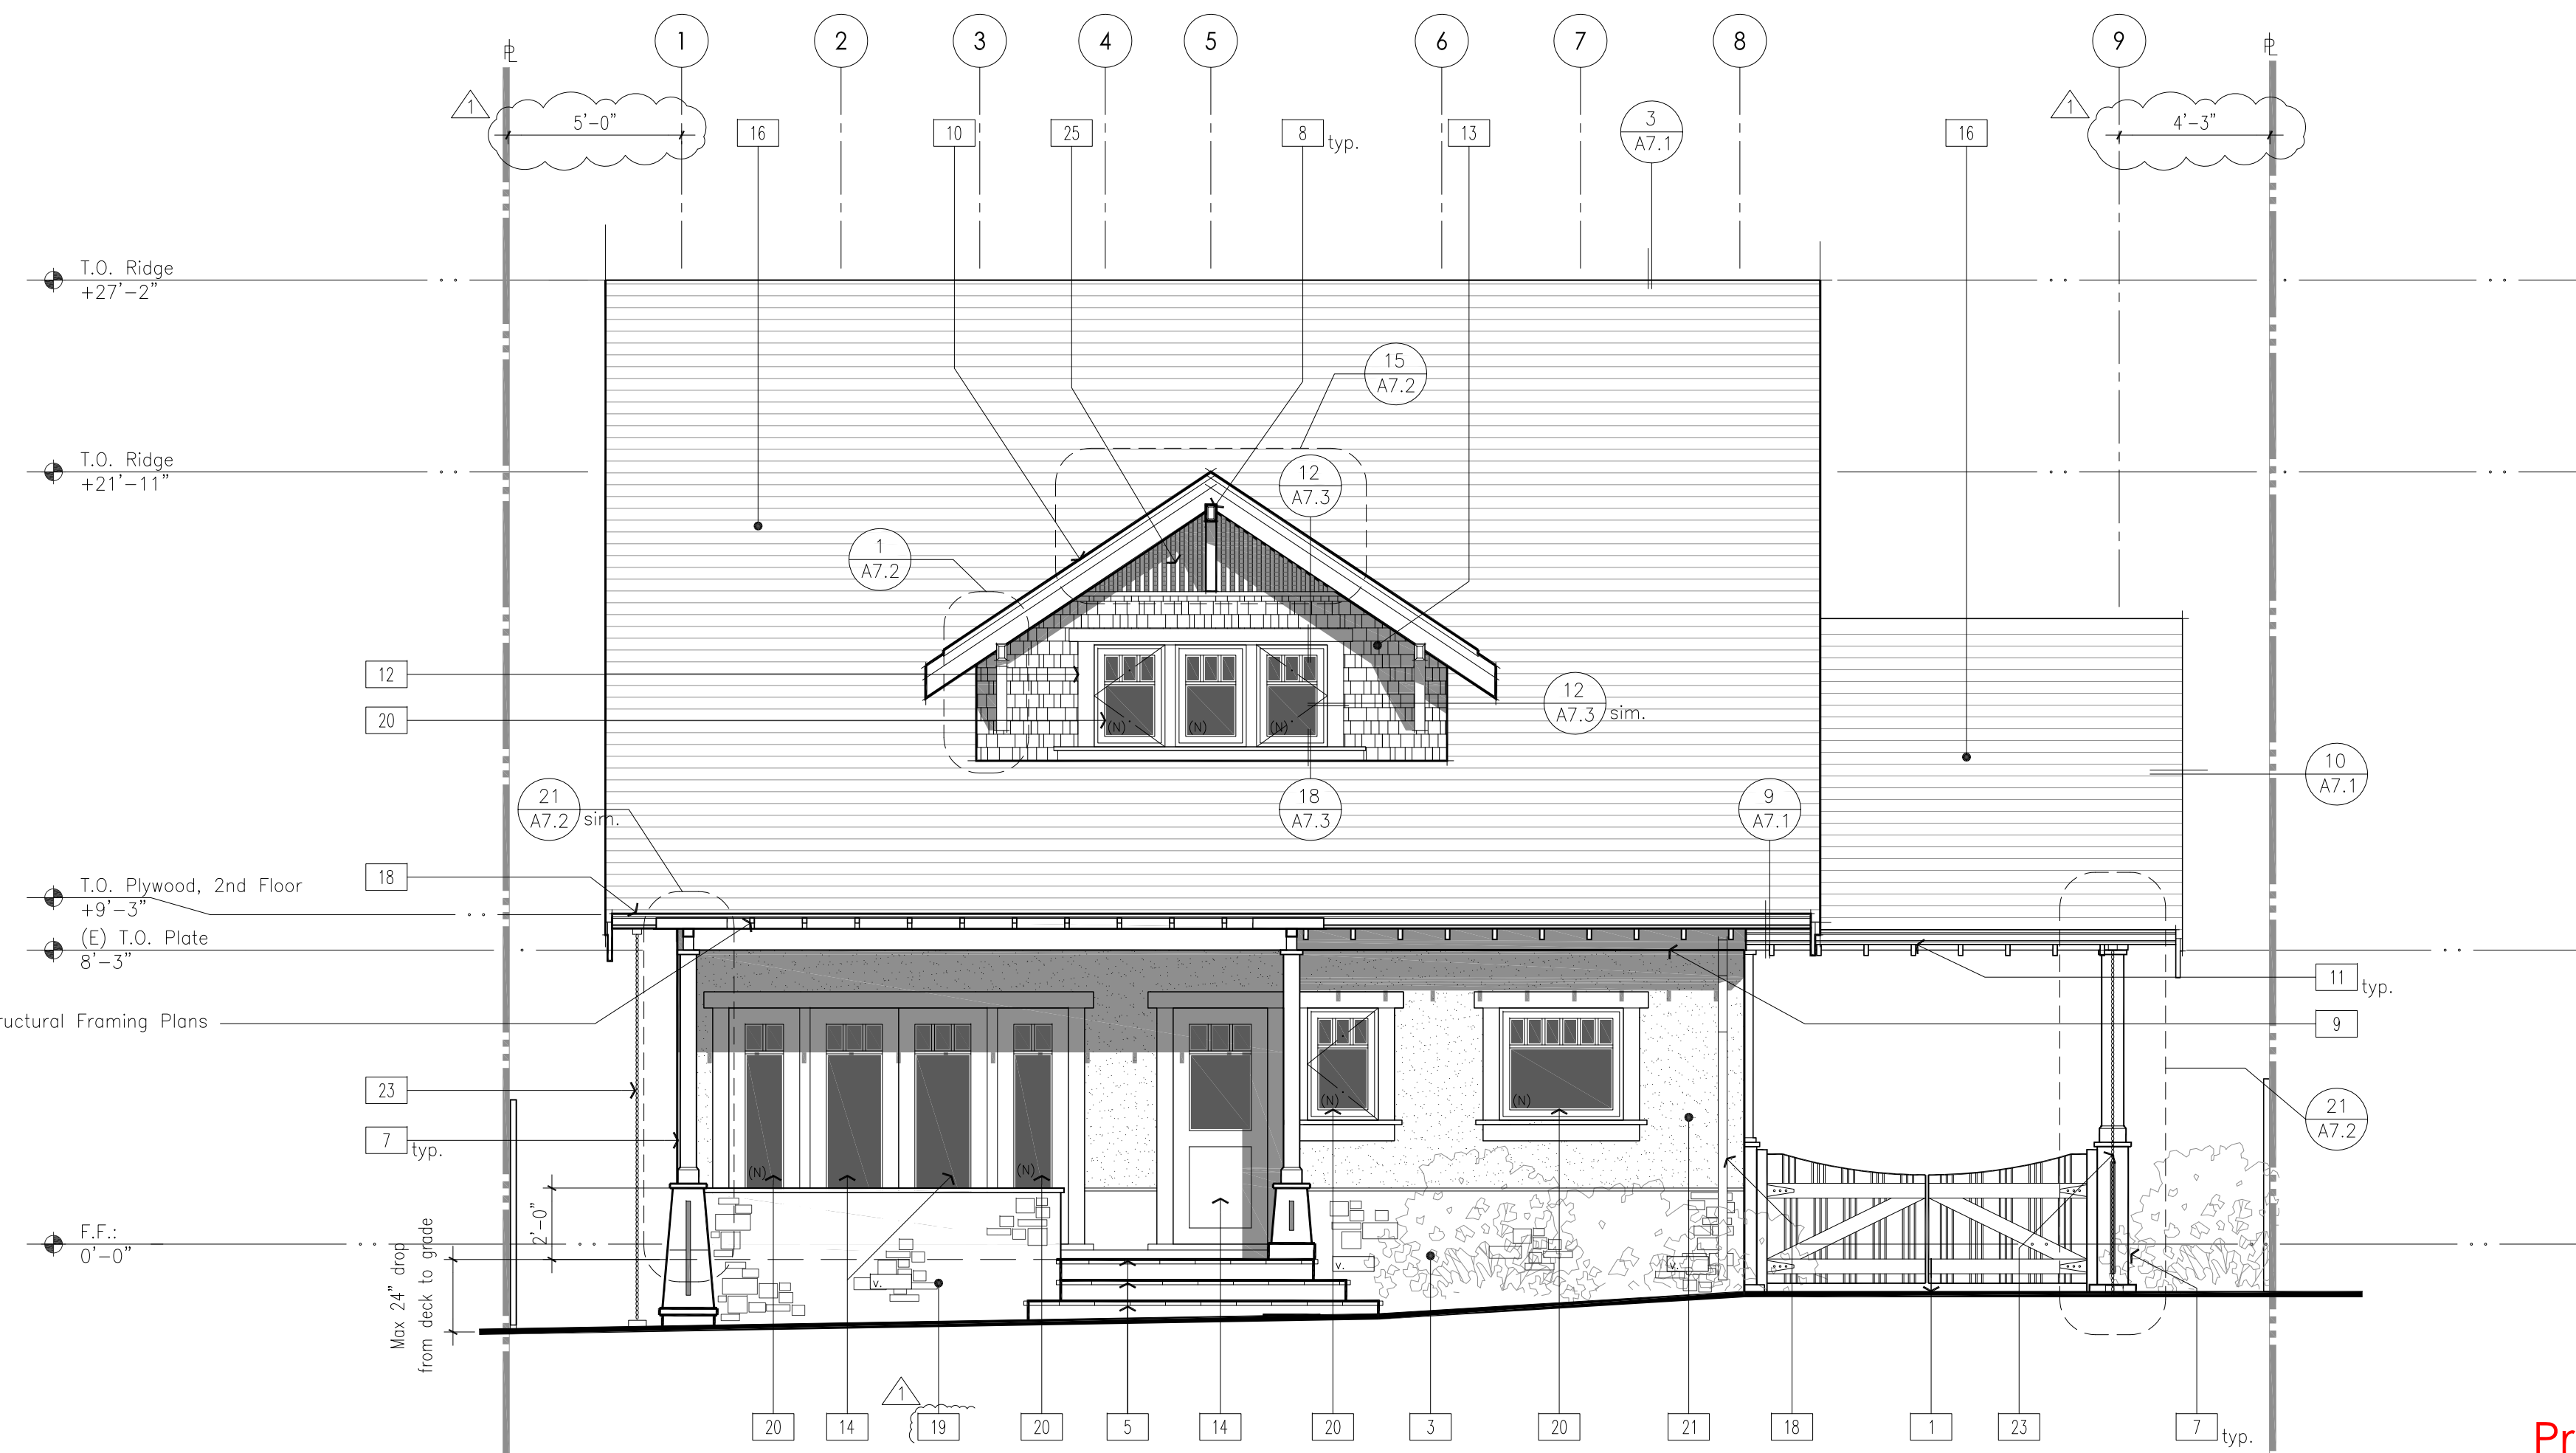 1 2 3 4 5 6 7 8 9
PL PL
1 5'-0" 16 10 25 8 typ. 13 3 A7.1 16 1 4'-3"
T.O. Ridge
+27'-2"
15
A7.2
T.O. Ridge
+21'-11"
12
A7.3
1
A7.2
12
20
(N) (N) (N)
12
A7.3 sim.
10
A7.1
21
A7.2 sim.
18
A7.3
9
A7.1
18
T.O. Plywood, 2nd Floor
+9'-3"
(E) T.O. Plate
8'-3"
11 typ.
uctural Framing Plans
9
23
(N) (N)
21
A7.2
7 typ.
(N) (N)
2'-0"
F.F.:
0'-0"
Max 24" drop
from deck to grade
v. v. v.
1
20 14 19 20 5 14 20 3 20 21 18 1 23 7 typ.
Pr